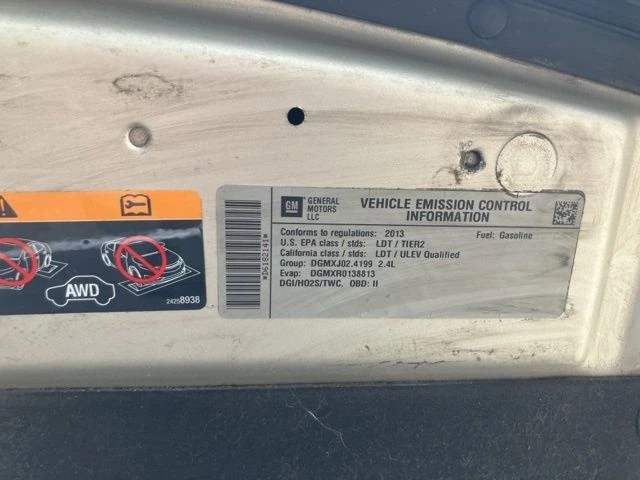 GM
GENERAL
MOTORS
LLC
VEHICLE EMISSION CONTROL
INFORMATION
Conforms to regulations: 2013
Fuel: Gasoline
U.S. EPA class / stds: LDT / TIER2
California class / stds: LDT / ULEV Qualified
Group: DGMXJ02.4199 2.4L
Evap: DGMXR0138813
DGI/HO2S/TWC, OBD: II
*D6182141*
AWD
24258938